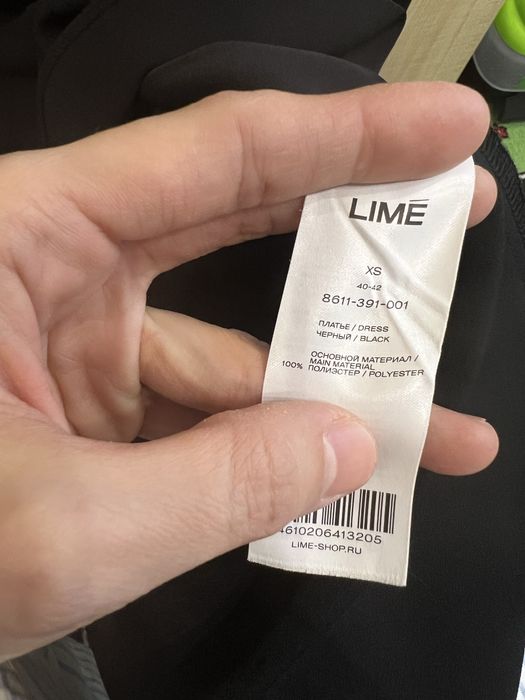 LIMÉ
XS
40-42
8611-391-001
ПЛАТЬЕ / DRESS
ЧЕРНЫЙ / BLACK
ОСНОВНОЙ МАТЕРИАЛ /
MAIN MATERIAL
100% ПОЛИЭСТЕР / POLYESTER
4610206413205
LIME-SHOP.RU